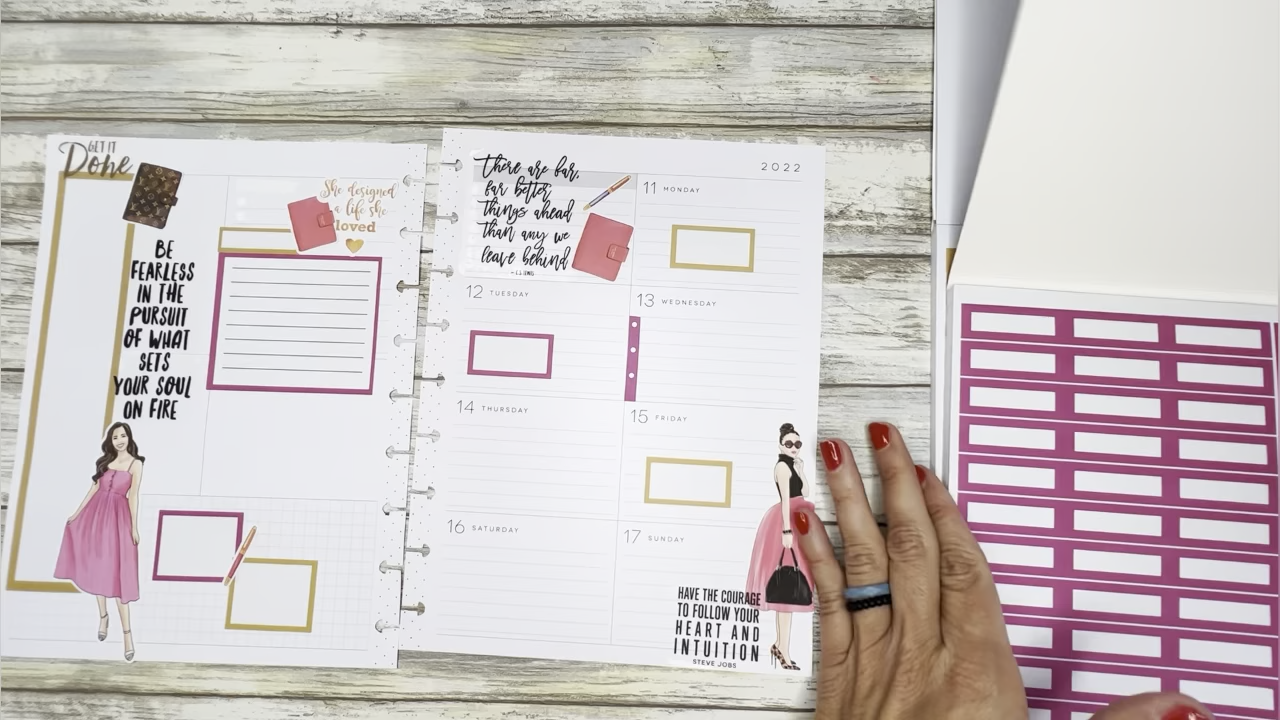 GET IT
Done
BE
FEARLESS
IN THE
PURSUIT
OF WHAT
SETS
YOUR SOUL
ON FIRE
She designed
a life she
loved
There are far,
far better
things ahead
than any we
leave behind
2022
11 MONDAY
12 TUESDAY
13 WEDNESDAY
14 THURSDAY
15 FRIDAY
16 SATURDAY
17 SUNDAY
HAVE THE COURAGE
TO FOLLOW YOUR
HEART AND
INTUITION
STEVE JOBS